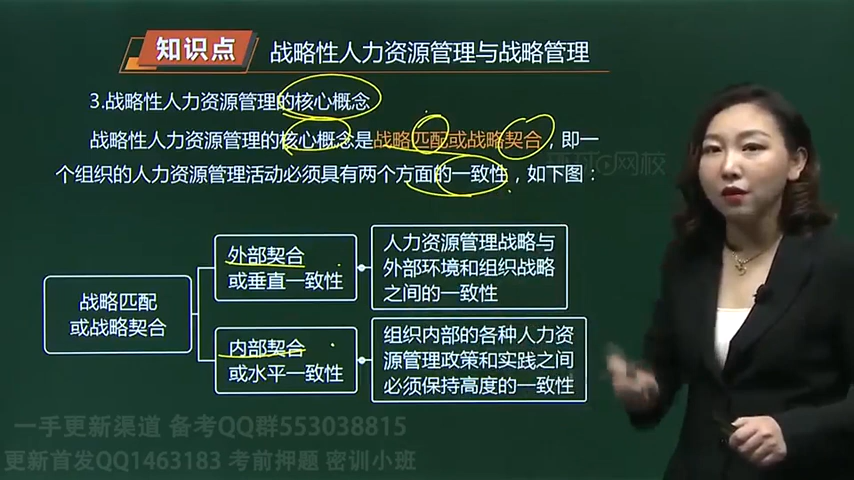 知识点 战略性人力资源管理与战略管理
3.战略性人力资源管理的核心概念
战略性人力资源管理的核心概念是战略匹配或战略契合，即一
个组织的人力资源管理活动必须具有两个方面的一致性，如下图：
网校
战略匹配
或战略契合
外部契合
或垂直一致性
人力资源管理战略与
外部环境和组织战略
之间的一致性
内部契合
或水平一致性
组织内部的各种人力资
源管理政策和实践之间
必须保持高度的一致性
一手更新渠道 备考QQ群553038815
更新首发QQ1463183 考前押题 密训小班